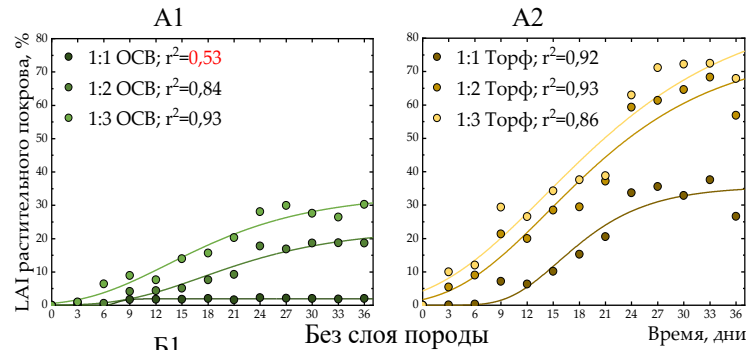 А1
А2
LAI растительного покрова, %
80
70
60
50
40
30
20
10
0
1:1 ОСВ; r²=0,53
1:2 ОСВ; r²=0,84
1:3 ОСВ; r²=0,93
0 3 6 9 12 15 18 21 24 27 30 33 36
80
70
60
50
40
30
20
10
0
1:1 Торф; r²=0,92
1:2 Торф; r²=0,93
1:3 Торф; r²=0,86
0 3 6 9 12 15 18 21 24 27 30 33 36
Без слоя породы
Время, дни
Б1